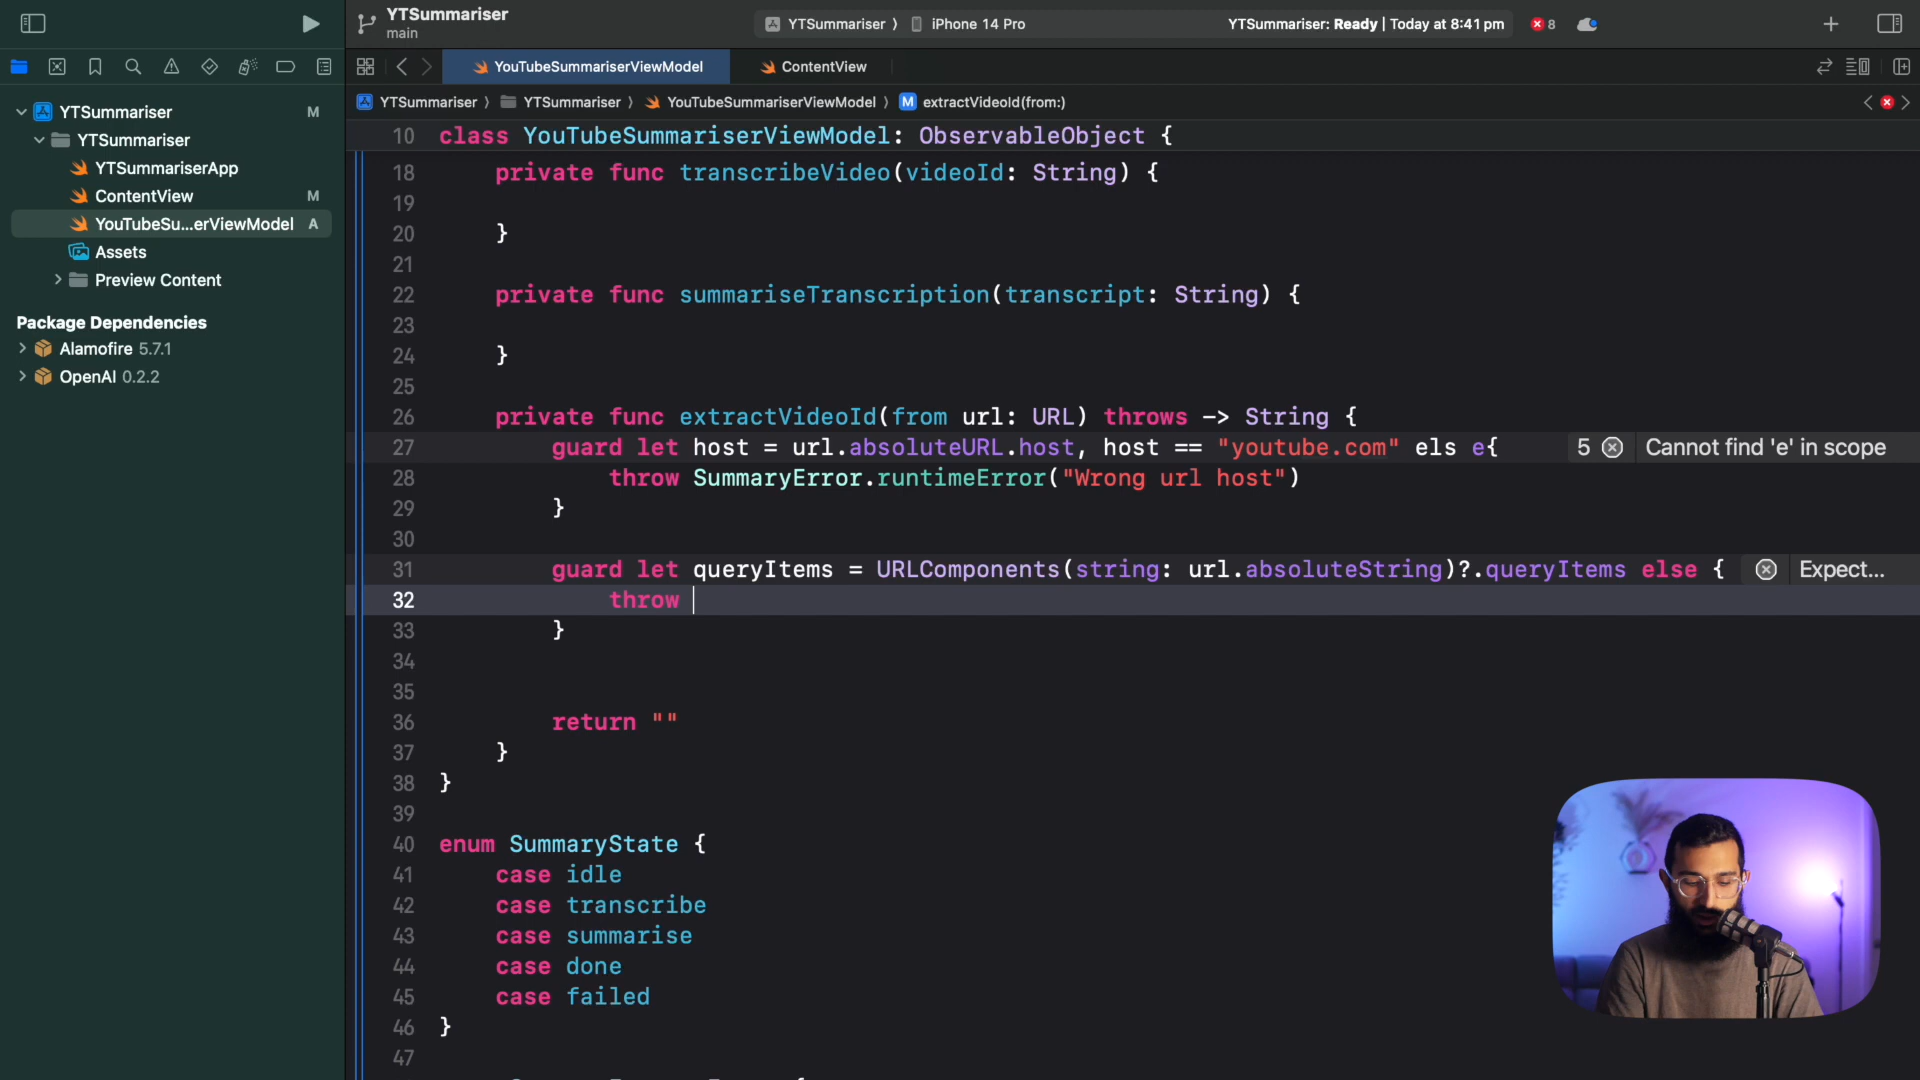 YTSummariser
main
YTSummariser
iPhone 14 Pro
YTSummariser: Ready | Today at 8:41 pm
8
YouTubeSummariserViewModel
ContentView
YTSummariser
YTSummariser
YouTubeSummariserViewModel
M
extractVideoId(from:)
YTSummariser
M
YTSummariser
YTSummariserApp
ContentView
M
YouTubeSu...erViewModel
A
Assets
Preview Content
Package Dependencies
Alamofire 5.7.1
OpenAI 0.2.2
10 class YouTubeSummariserViewModel: ObservableObject {
18 private func transcribeVideo(videoId: String) {
19
20 }
21
22 private func summariseTranscription(transcript: String) {
23
24 }
25
26 private func extractVideoId(from url: URL) throws -> String {
27 guard let host = url.absoluteURL.host, host == "youtube.com" els e{
5 Cannot find 'e' in scope
28 throw SummaryError.runtimeError("Wrong url host")
29 }
30
31 guard let queryItems = URLComponents(string: url.absoluteString)?.queryItems else {
Expect...
32 throw
33 }
34
35
36 return ""
37 }
38 }
39
40 enum SummaryState {
41 case idle
42 case transcribe
43 case summarise
44 case done
45 case failed
46 }
47